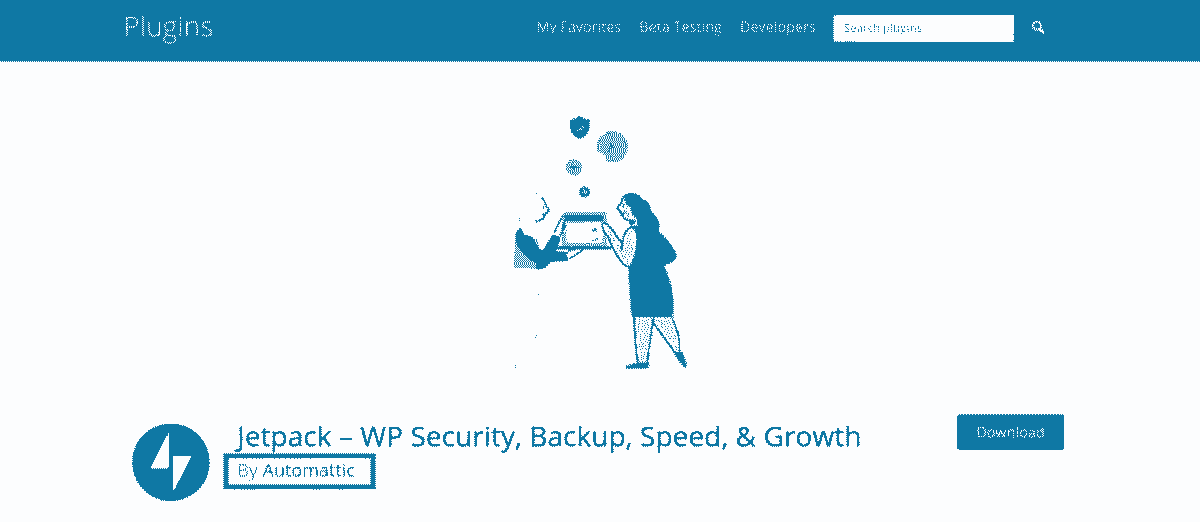 Plugins
My Favorites Beta Testing Developers Search plugins
Jetpack – WP Security, Backup, Speed, & Growth
Download
By Automattic